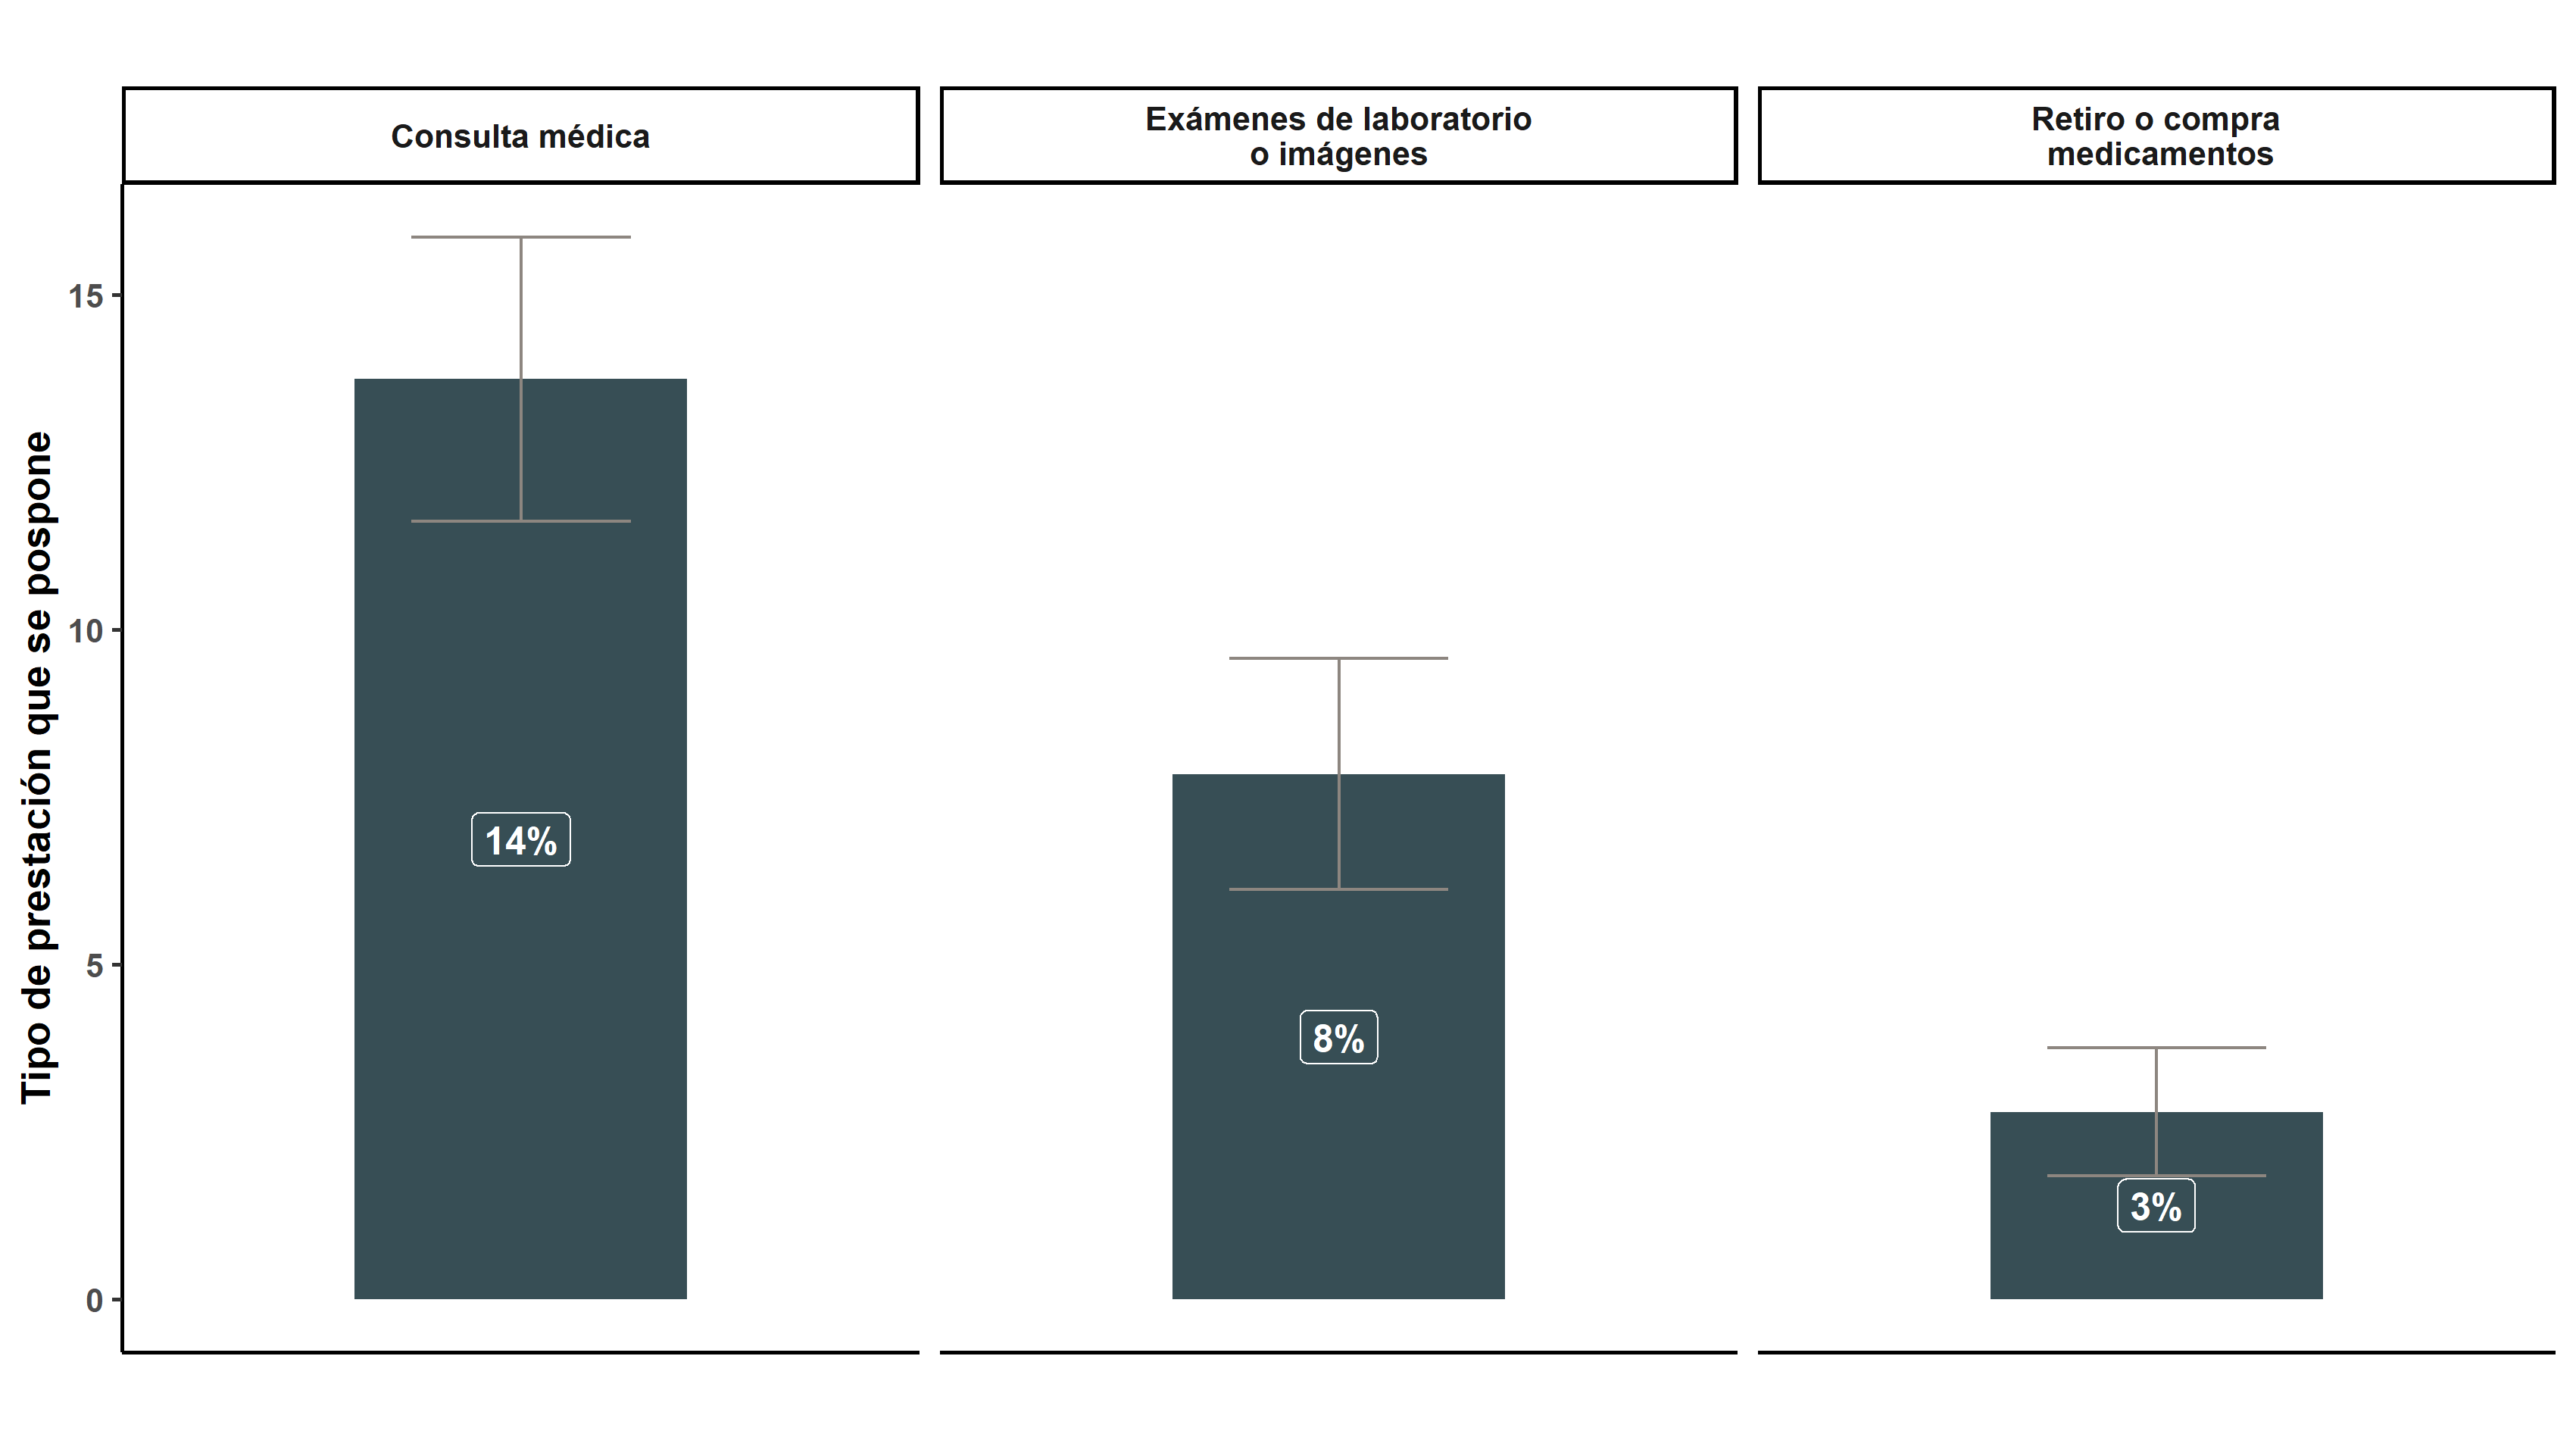 Consulta médica
Exámenes de laboratorio
o imágenes
Retiro o compra
medicamentos
Tipo de prestación que se pospone
15
10
5
0
14%
8%
3%